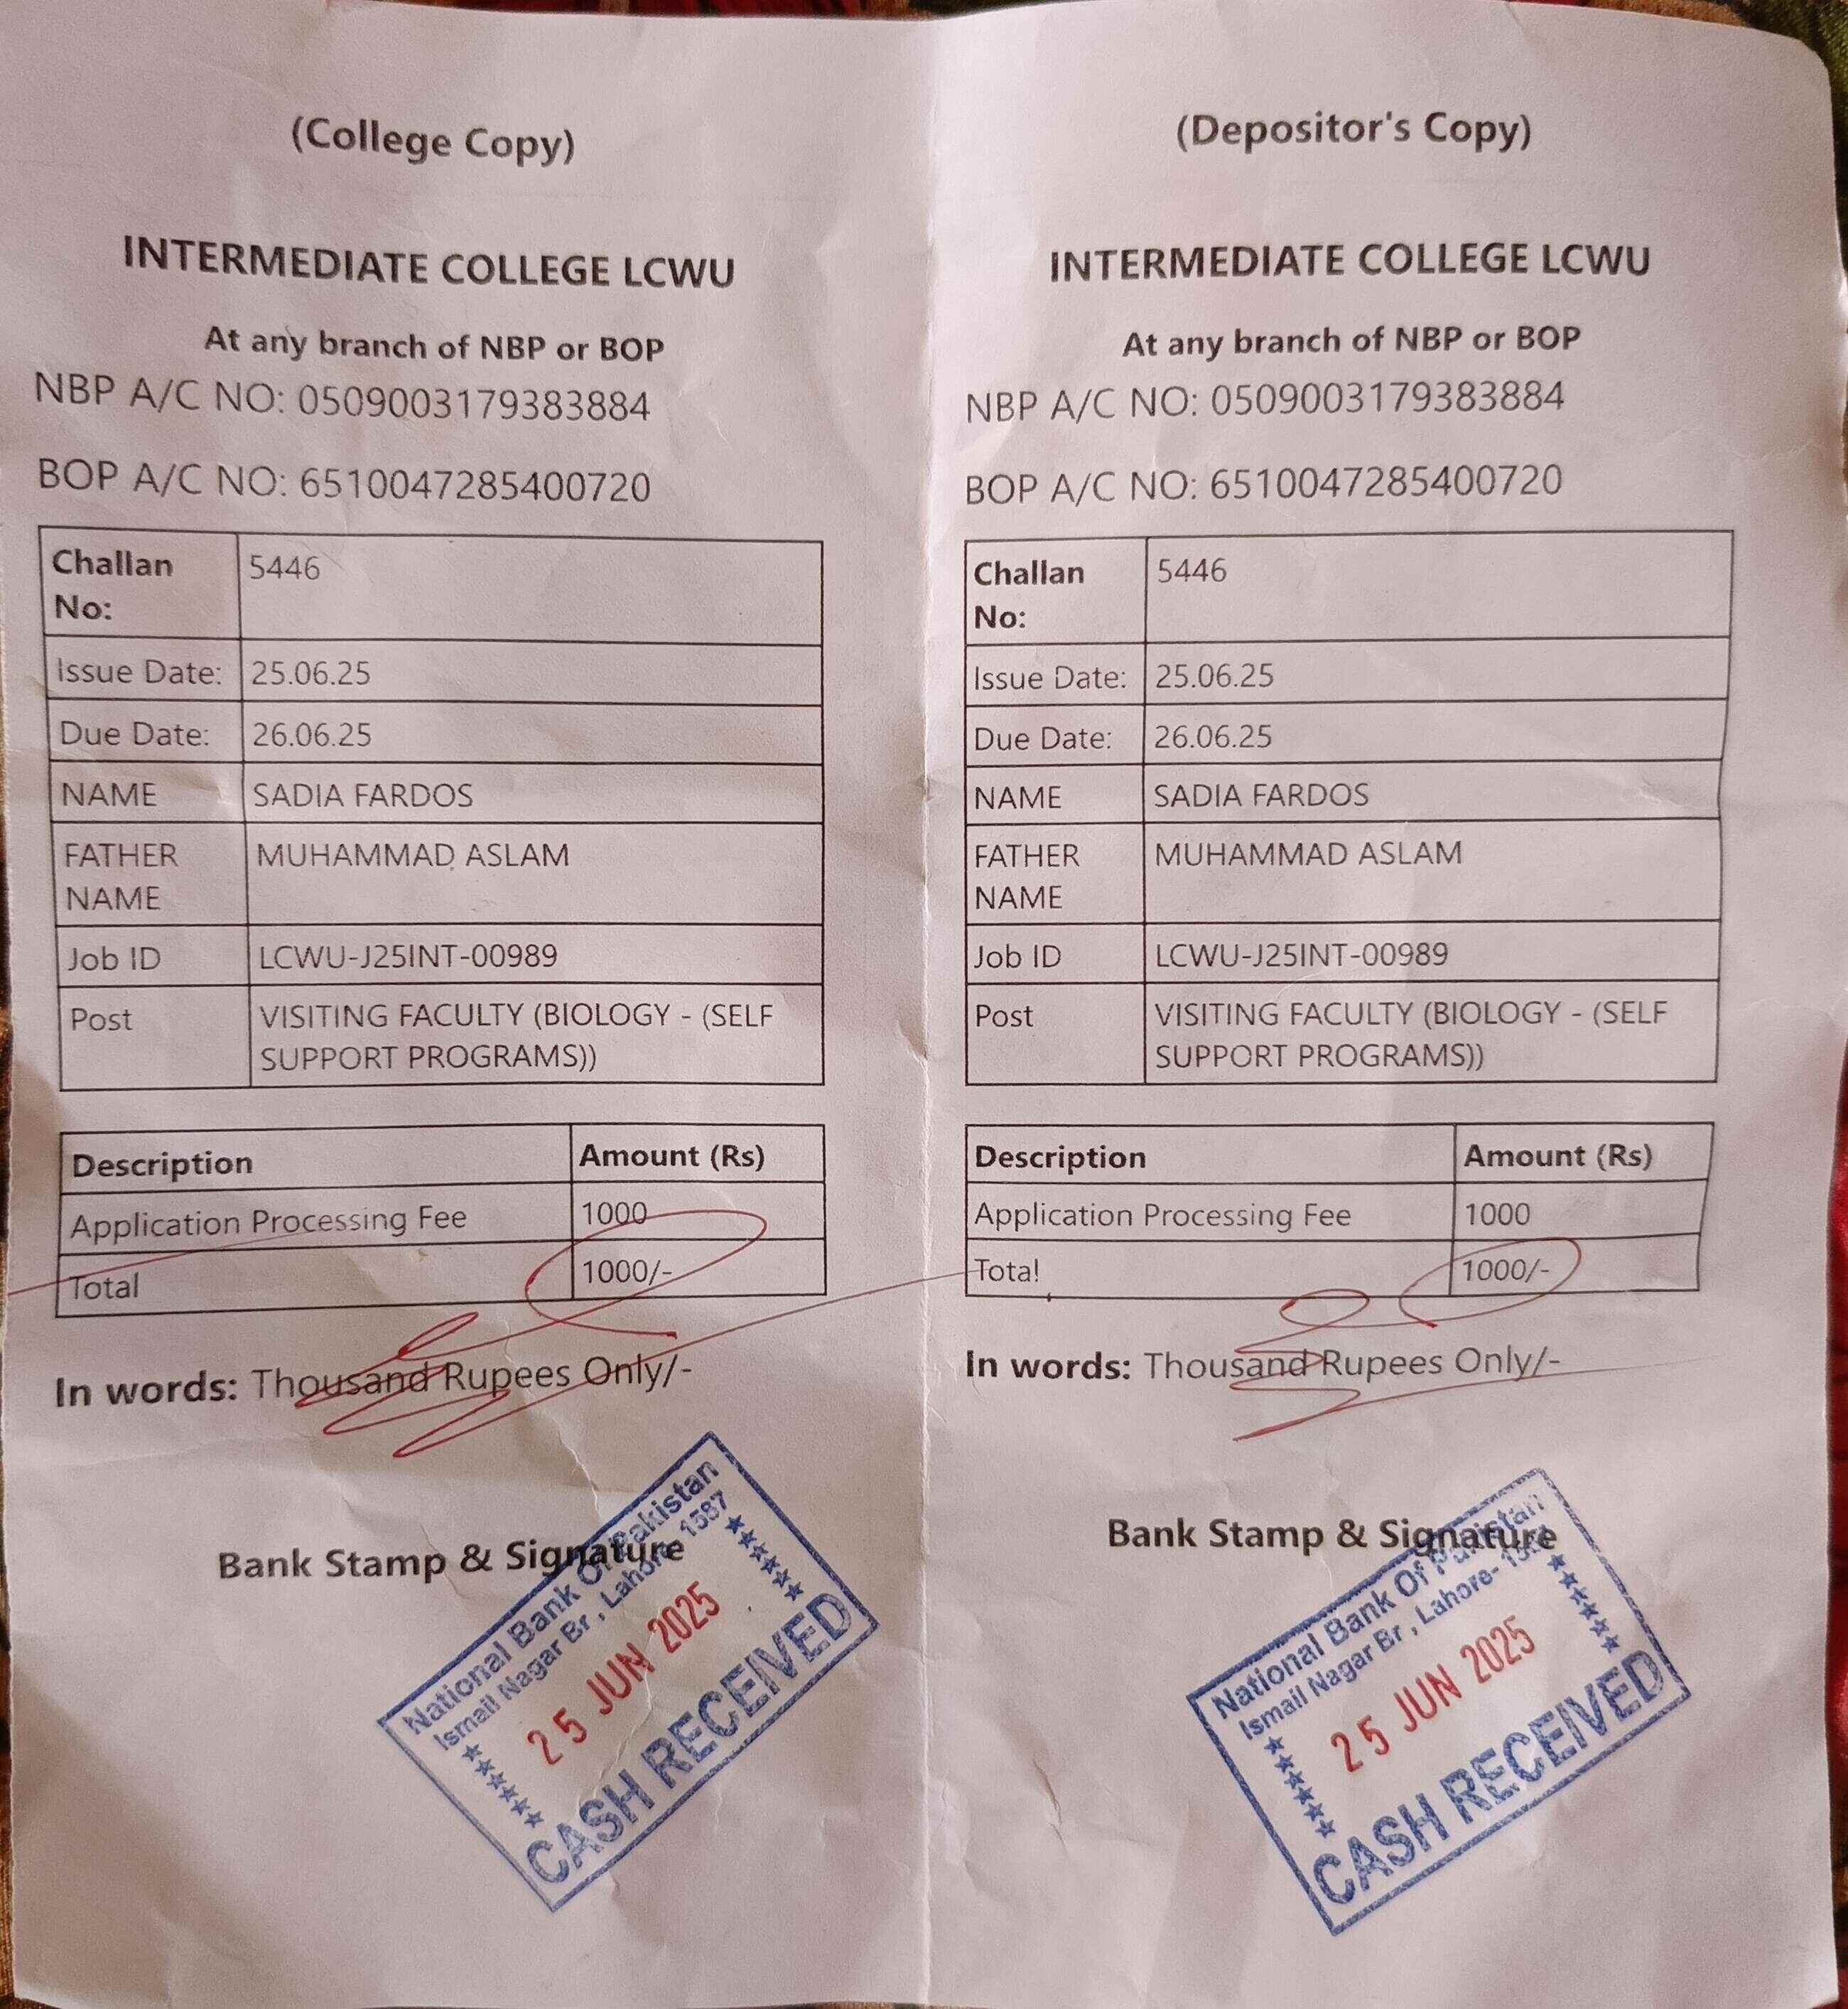 (College Copy)
INTERMEDIATE COLLEGE LCWU
At any branch of NBP or BOP
NBP A/C NO: 0509003179383884
BOP A/C NO: 6510047285400720
Challan No: 5446
Issue Date: 25.06.25
Due Date: 26.06.25
NAME SADIA FARDOS
FATHER NAME MUHAMMAD ASLAM
Job ID LCWU-J25INT-00989
Post VISITING FACULTY (BIOLOGY - (SELF
SUPPORT PROGRAMS))
Description Amount (Rs)
Application Processing Fee 1000
Total 1000/-
In words: Thousand Rupees Only/-
Bank Stamp & Signature
National Bank Of Pakistan
Ismail Nagar Br, Lahore- 1587
25 JUN 2025
CASH RECEIVED
(Depositor's Copy)
INTERMEDIATE COLLEGE LCWU
At any branch of NBP or BOP
NBP A/C NO: 0509003179383884
BOP A/C NO: 6510047285400720
Challan No: 5446
Issue Date: 25.06.25
Due Date: 26.06.25
NAME SADIA FARDOS
FATHER NAME MUHAMMAD ASLAM
Job ID LCWU-J25INT-00989
Post VISITING FACULTY (BIOLOGY - (SELF
SUPPORT PROGRAMS))
Description Amount (Rs)
Application Processing Fee 1000
Total 1000/-
In words: Thousand Rupees Only/-
Bank Stamp & Signature
National Bank Of Pakistan
Ismail Nagar Br, Lahore-
25 JUN 2025
CASH RECEIVED